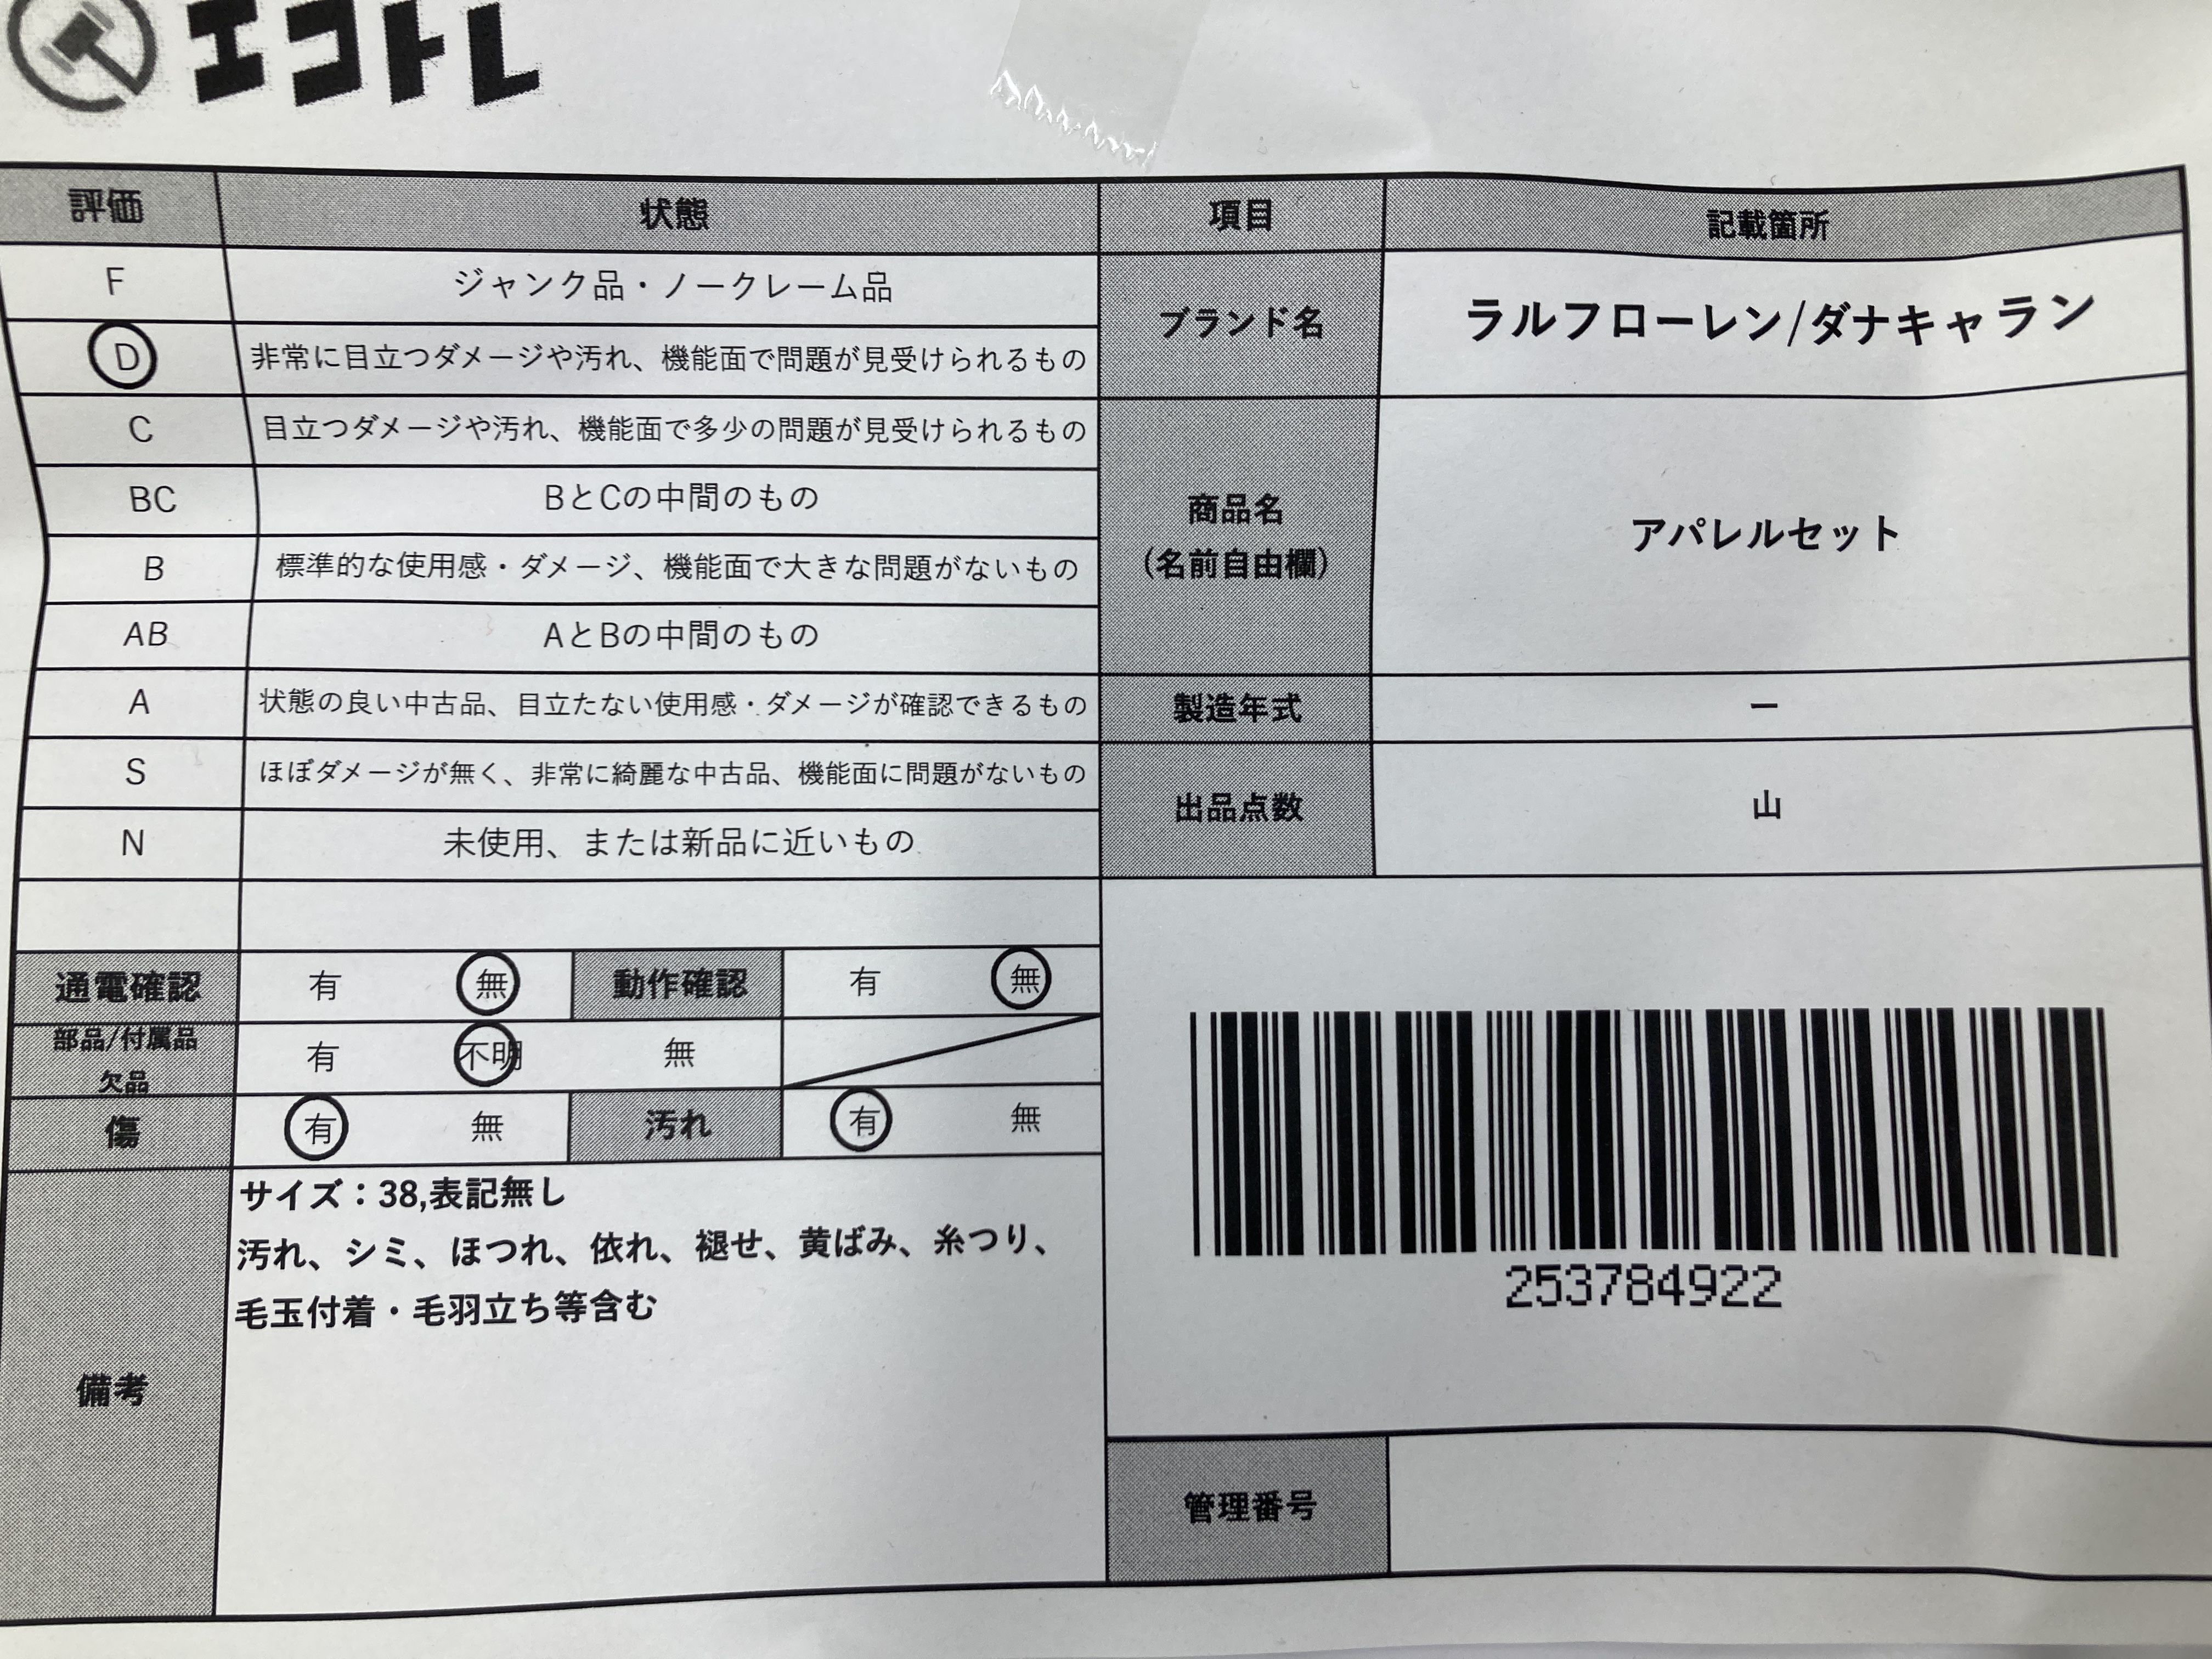 エコトレ
評価 状態 項目 記載箇所
F ジャンク品・ノークレーム品
D 非常に目立つダメージや汚れ、機能面で問題が見受けられるもの
C 目立つダメージや汚れ、機能面で多少の問題が見受けられるもの
BC BとCの中間のもの
B 標準的な使用感・ダメージ、機能面で大きな問題がないもの
AB AとBの中間のもの
A 状態の良い中古品、目立たない使用感・ダメージが確認できるもの
S ほぼダメージが無く、非常に綺麗な中古品、機能面に問題がないもの
N 未使用、または新品に近いもの
ブランド名 ラルフローレン/ダナキャラン
商品名
(名前自由欄)
アパレルセット
製造年式 ー
出品点数 山
通電確認 有 無 動作確認 有 無
部品/付属品
欠品
有 不明 無
傷 有 無 汚れ 有 無
備考
サイズ：38,表記無し
汚れ、シミ、ほつれ、依れ、褪せ、黄ばみ、糸つり、
毛玉付着・毛羽立ち等含む
253784922
管理番号